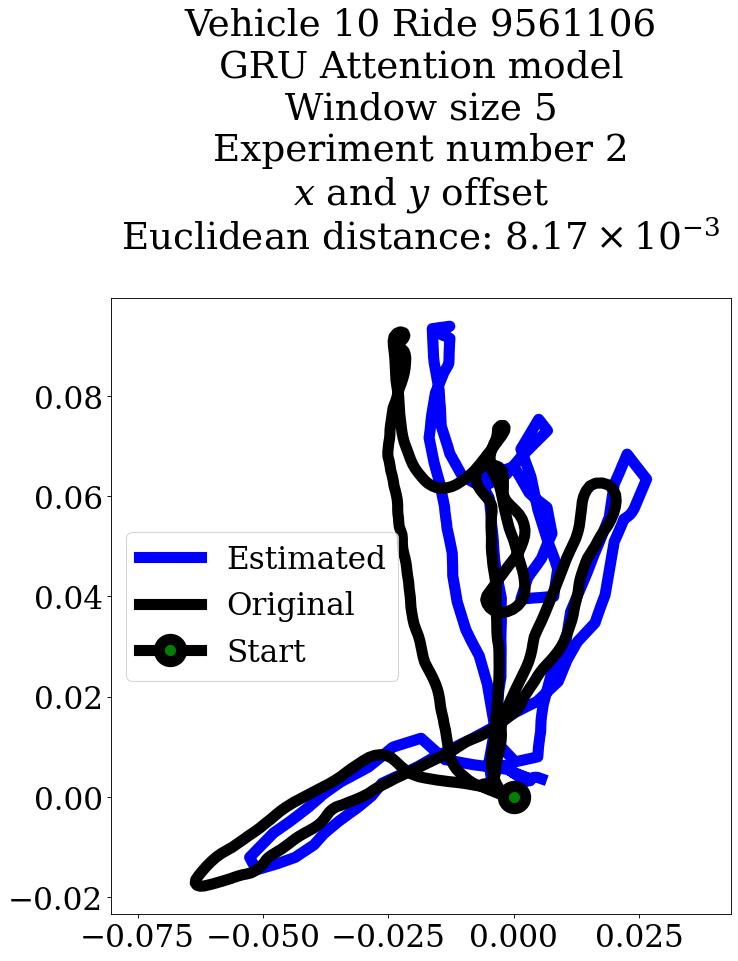 Vehicle 10 Ride 9561106
GRU Attention model
Window size 5
Experiment number 2
x and y offset
Euclidean distance: 8.17 × 10⁻³
0.08
0.06
0.04
0.02
0.00
−0.02
Estimated
Original
Start
−0.075 −0.050 −0.025 0.000 0.025